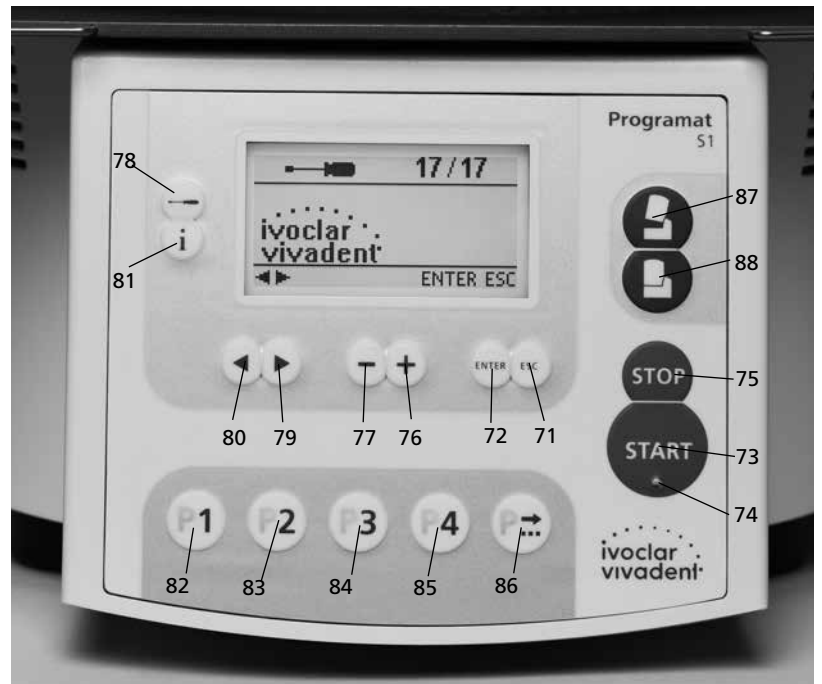 Programat
S1
78
17/17
87
ivoclar
vivadent
i
88
81
ENTER ESC
ENTER
ESC
STOP
75
80
79
77
76
72
71
START
73
74
P1
P2
P3
P4
P
ivoclar
vivadent
82
83
84
85
86